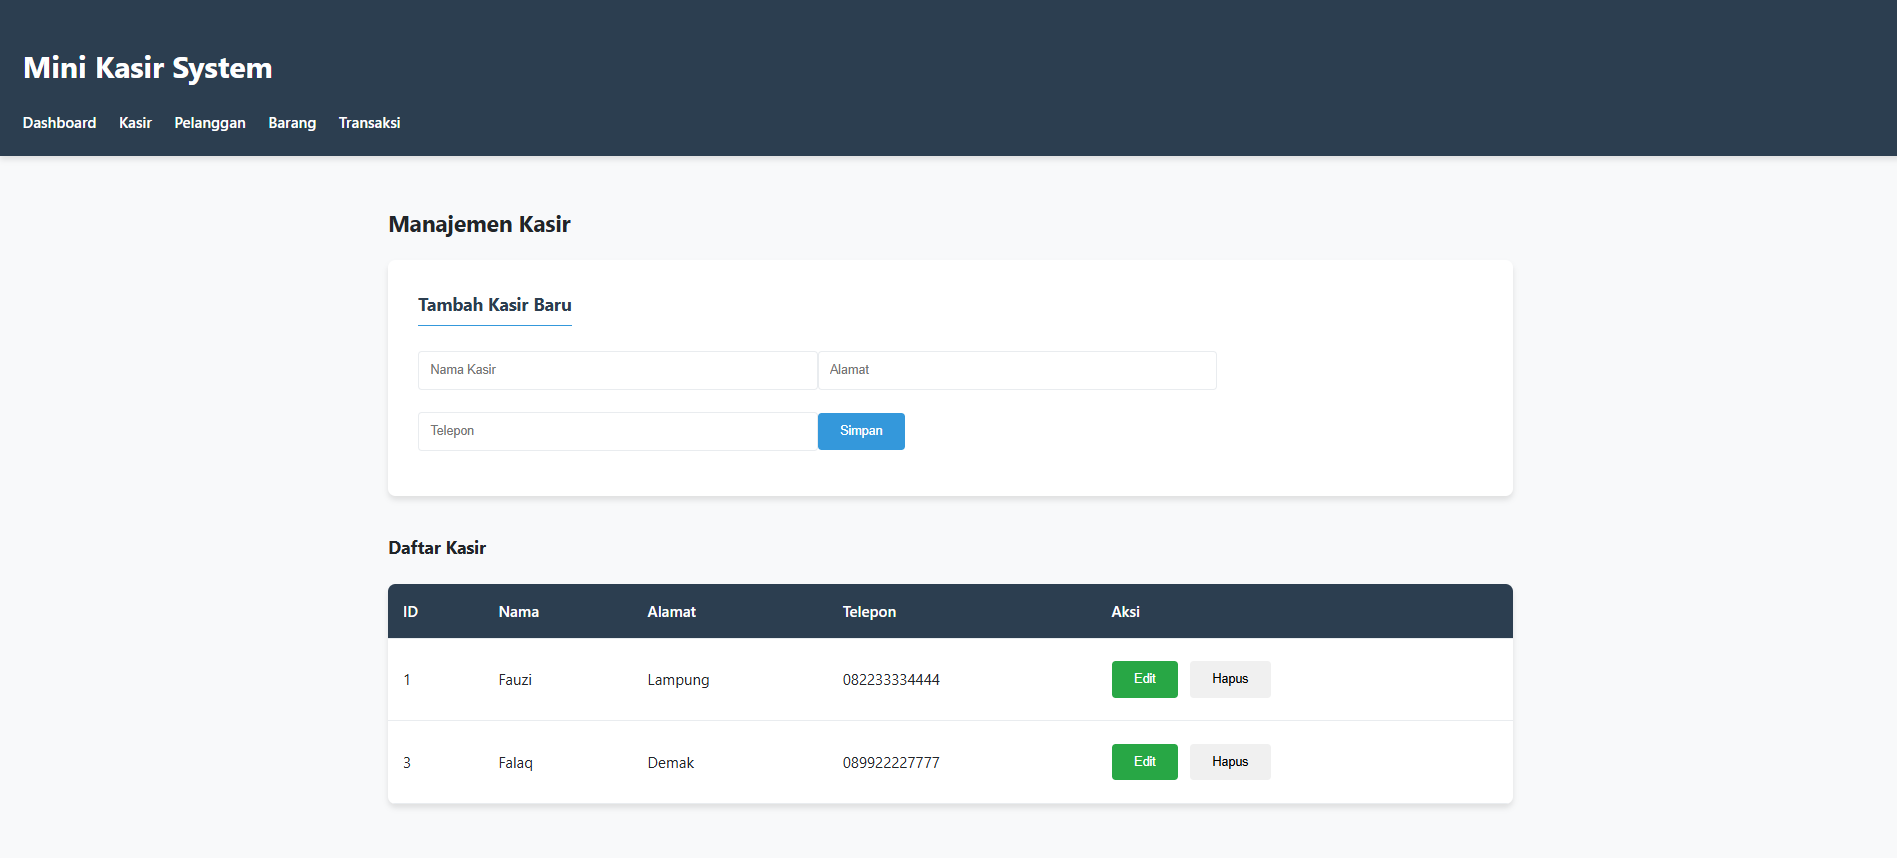 Mini Kasir System
Dashboard Kasir Pelanggan Barang Transaksi
Manajemen Kasir
Tambah Kasir Baru
Nama Kasir Alamat
Telepon Simpan
Daftar Kasir
ID Nama Alamat Telepon Aksi
1 Fauzi Lampung 082233334444 Edit Hapus
3 Falaq Demak 089922227777 Edit Hapus